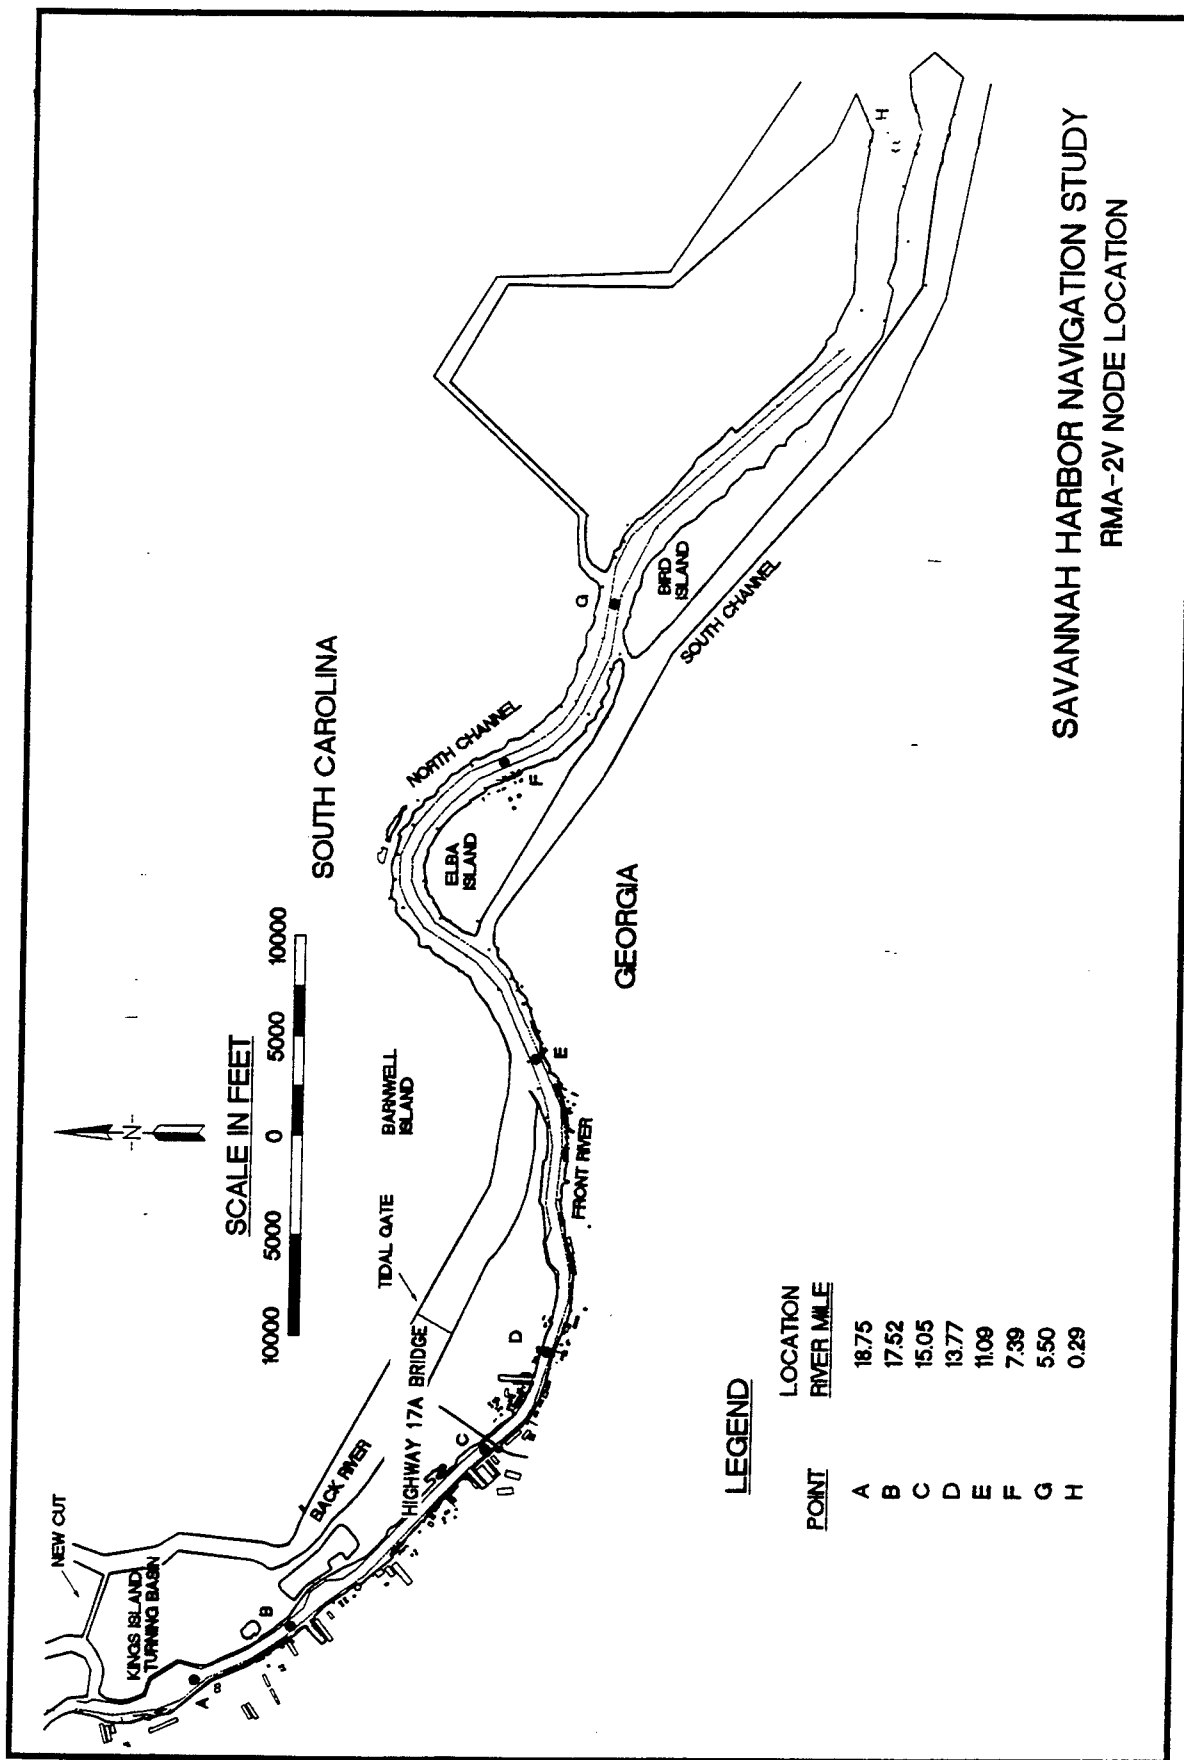 NEW CUT
KINGS ISLAND
TURNING BASIN
A
B
BACK RIVER
HIGHWAY 17A BRIDGE
C
D
TIDAL GATE
-N-
SCALE IN FEET
10000 5000 0 5000 10000
BARNWELL
ISLAND
FRONT RIVER
E
SOUTH CAROLINA
NORTH CHANNEL
ELBA
ISLAND
F
GEORGIA
G
BIRD
ISLAND
SOUTH CHANNEL
H
LEGEND
POINT LOCATION
RIVER MILE
A 18.75
B 17.52
C 15.05
D 13.77
E 11.09
F 7.39
G 5.50
H 0.29
SAVANNAH HARBOR NAVIGATION STUDY
RMA-2V NODE LOCATION